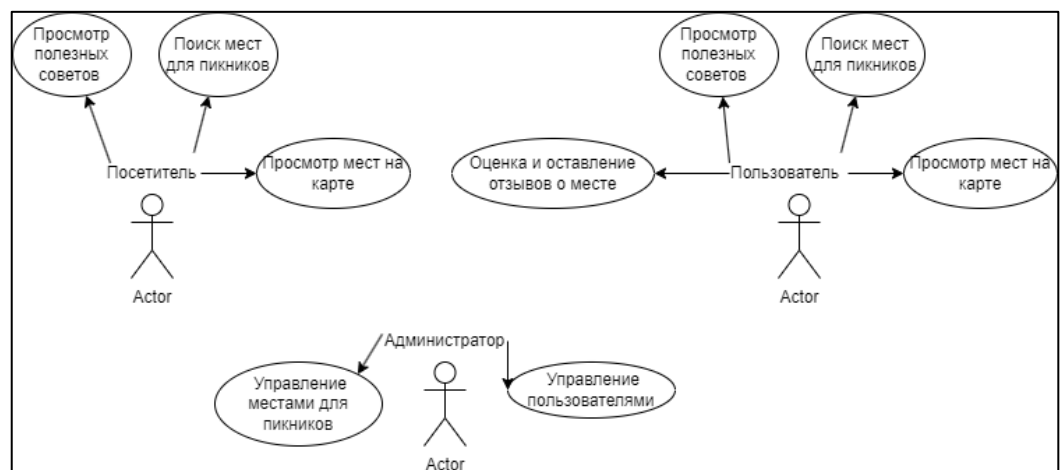 Просмотр
полезных
советов
Поиск мест
для пикников
Посетитель
Просмотр мест на
карте
Actor
Просмотр
полезных
советов
Поиск мест
для пикников
Оценка и оставление
отзывов о месте
Пользователь
Просмотр мест на
карте
Actor
Администратор
Управление
местами для
пикников
Управление
пользователями
Actor